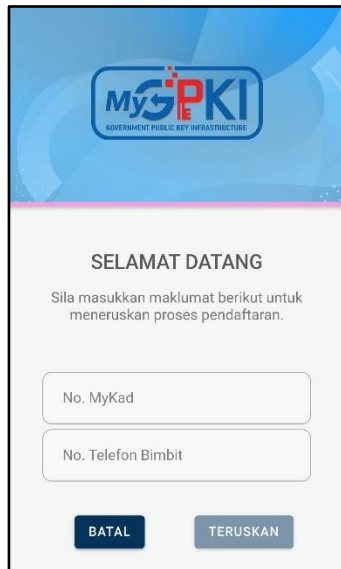 MyGPKI
GOVERNMENT PUBLIC KEY INFRASTRUCTURE
SELAMAT DATANG
Sila masukkan maklumat berikut untuk
meneruskan proses pendaftaran.
No. MyKad
No. Telefon Bimbit
BATAL
TERUSKAN